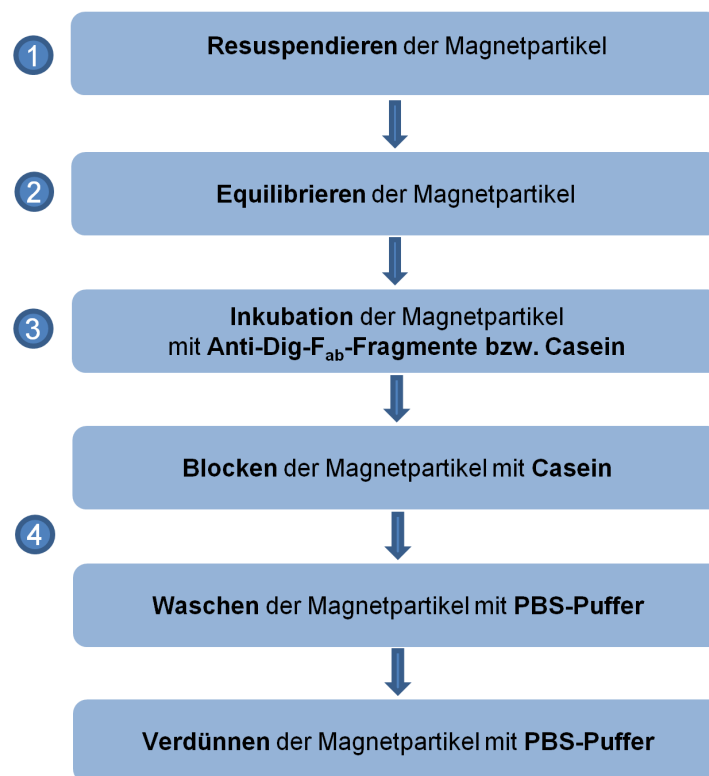 1
Resuspendieren der Magnetpartikel
2
Equilibrieren der Magnetpartikel
3
Inkubation der Magnetpartikel
mit Anti-Dig-Fab-Fragmente bzw. Casein
Blocken der Magnetpartikel mit Casein
4
Waschen der Magnetpartikel mit PBS-Puffer
Verdünnen der Magnetpartikel mit PBS-Puffer